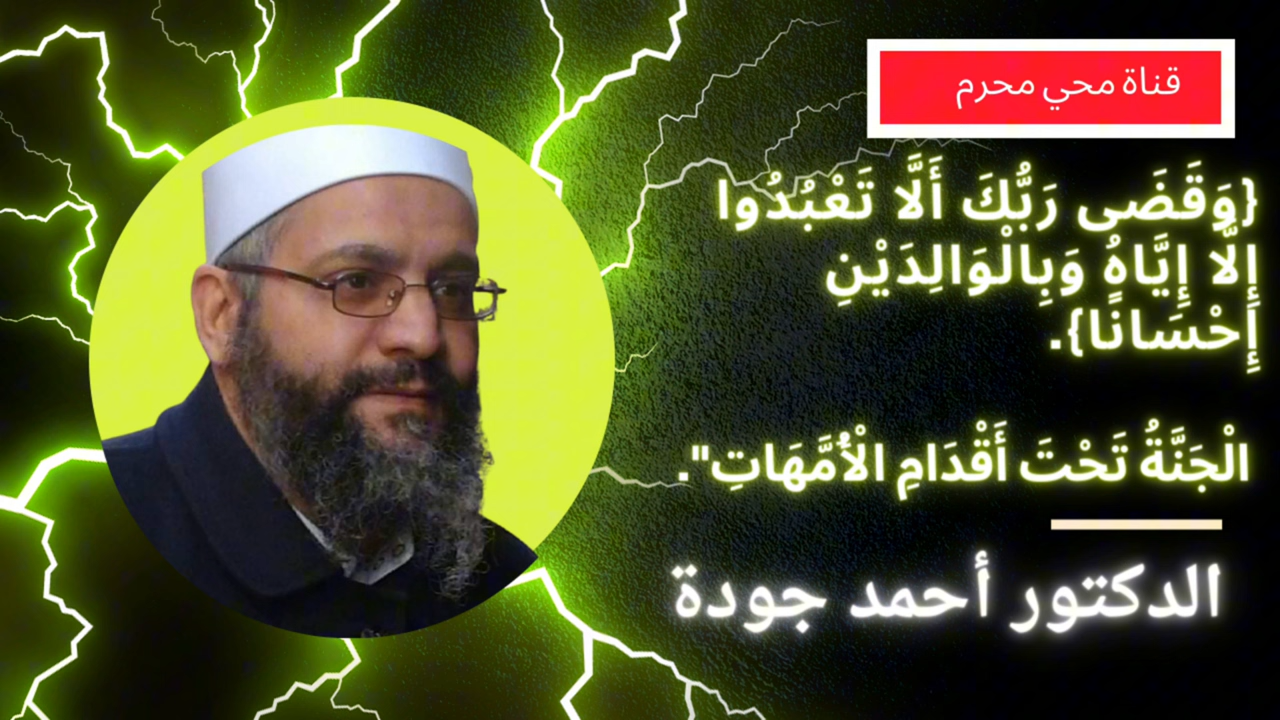 قناة محي محرم
{وَقَضَى رَبُّكَ أَلَّا تَعْبُدُوا
إِلَّا إِيَّاهُ وَبِالْوَالِدَيْنِ
إِحْسَانًا}.
الْجَنَّةُ تَحْتَ أَقْدَامِ الْأُمَّهَاتِ".
الدكتور أحمد جودة